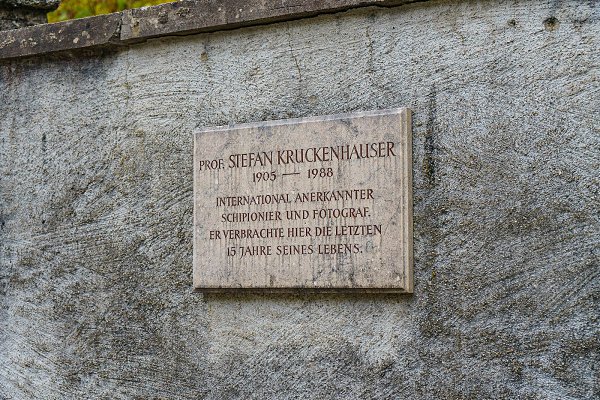 PROF. STEFAN KRUCKENHAUSER
1905 — 1988
INTERNATIONAL ANERKANNTER
SCHIPIONIER UND FOTOGRAF.
ER VERBRACHTE HIER DIE LETZTEN
15 JAHRE SEINES LEBENS.